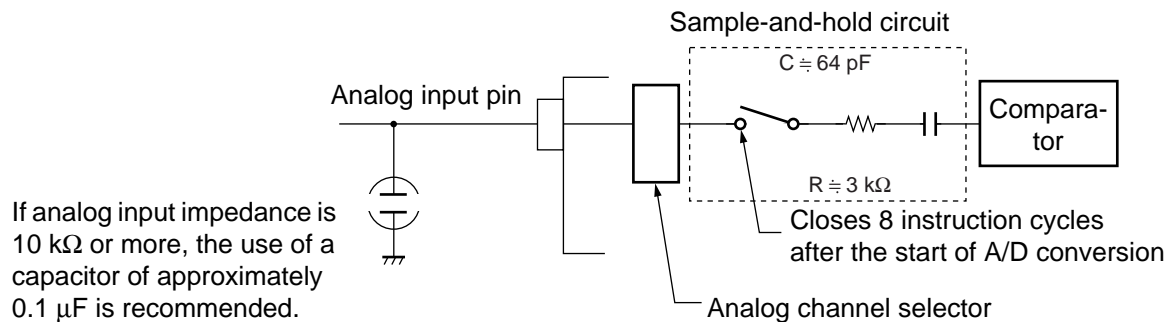 Sample-and-hold circuit
C ≒ 64 pF
Analog input pin
Compara-
tor
R ≒ 3 kΩ
If analog input impedance is
10 kΩ or more, the use of a
capacitor of approximately
0.1 µF is recommended.
Closes 8 instruction cycles
after the start of A/D conversion
Analog channel selector